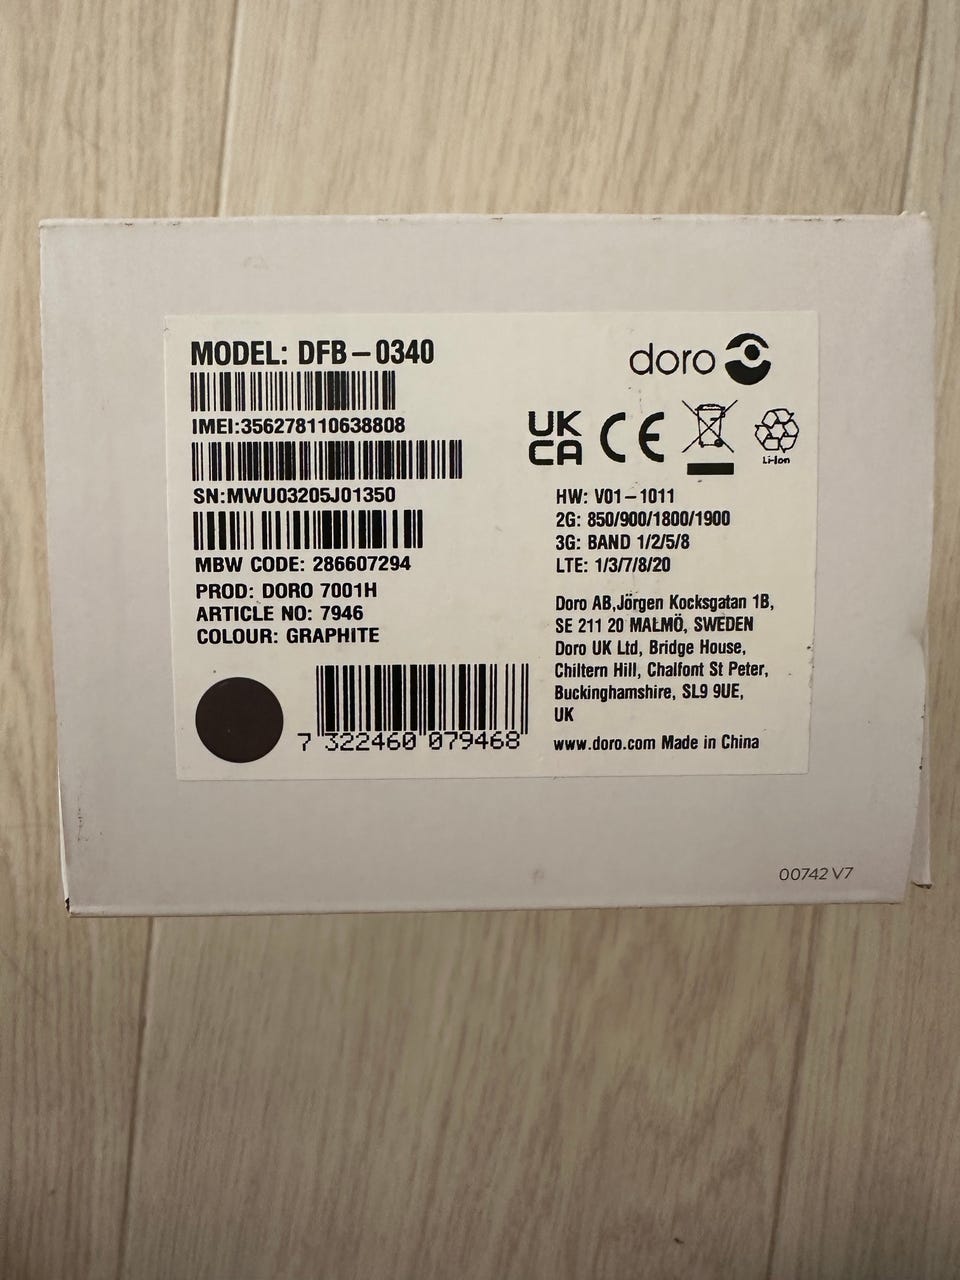 MODEL: DFB-0340
IMEI:356278110638808
SN:MWU03205J01350
MBW CODE: 286607294
PROD: DORO 7001H
ARTICLE NO: 7946
COLOUR: GRAPHITE
7 322460 079468
doro
UK
CA CE
Li-Ion
HW: V01-1011
2G: 850/900/1800/1900
3G: BAND 1/2/5/8
LTE: 1/3/7/8/20
Doro AB,Jörgen Kocksgatan 1B,
SE 211 20 MALMÖ, SWEDEN
Doro UK Ltd, Bridge House,
Chiltern Hill, Chalfont St Peter,
Buckinghamshire, SL9 9UE,
UK
www.doro.com Made in China
00742 V7